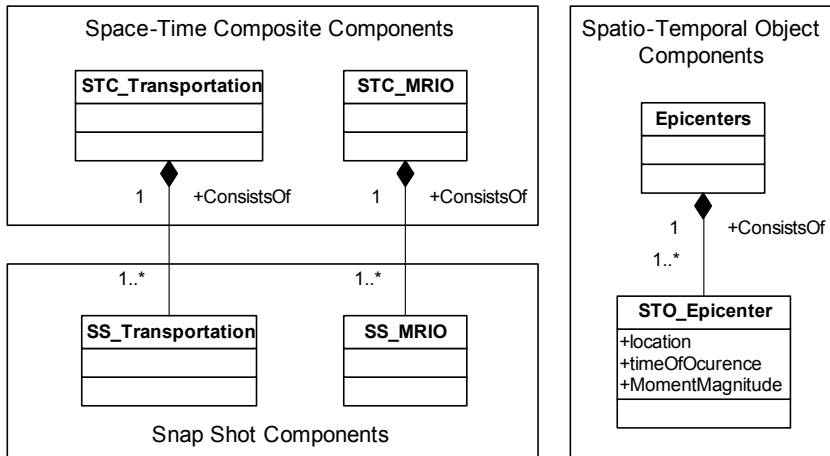 Space-Time Composite Components
STC_Transportation
STC_MRIO
1
+ConsistsOf
1
+ConsistsOf
1..*
1..*
SS_Transportation
SS_MRIO
Snap Shot Components
Spatio-Temporal Object
Components
Epicenters
1
+ConsistsOf
1..*
STO_Epicenter
+location
+timeOfOcurence
+MomentMagnitude